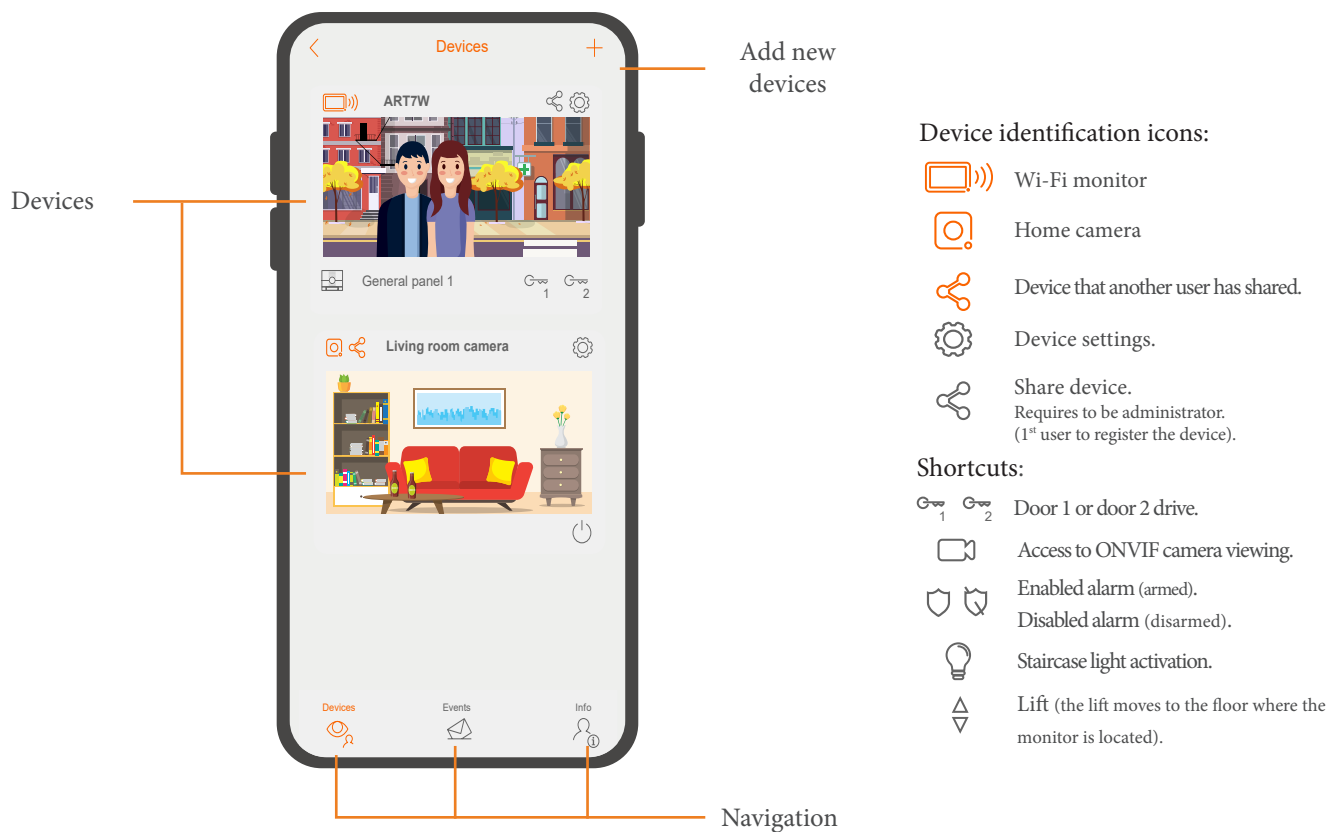 Devices
Add new
devices
ART7W
Devices
General panel 1
1
2
Living room camera
Devices
Events
Info
Navigation
Device identification icons:
Wi-Fi monitor
Home camera
Device that another user has shared.
Device settings.
Share device.
Requires to be administrator.
(1st user to register the device).
Shortcuts:
1
2
Door 1 or door 2 drive.
Access to ONVIF camera viewing.
Enabled alarm (armed).
Disabled alarm (disarmed).
Staircase light activation.
Lift (the lift moves to the floor where the
monitor is located).